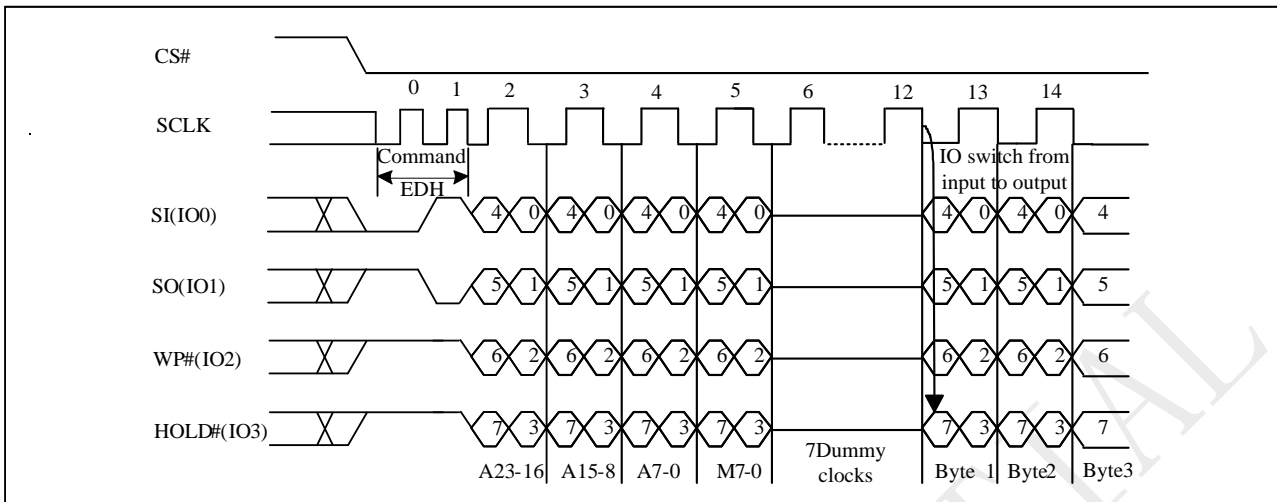 CS#
0 1 2 3 4 5 6 12 13 14
SCLK
Command
EDH
IO switch from
input to output
SI(IO0) 4 0 4 0 4 0 4 0 4 0 4 0 4
SO(IO1) 5 1 5 1 5 1 5 1 5 1 5 1 5
WP#(IO2) 6 2 6 2 6 2 6 2 6 2 6 2 6
HOLD#(IO3) 7 3 7 3 7 3 7 3 7 3 7 3 7
A23-16 A15-8 A7-0 M7-0 7Dummy
clocks Byte 1 Byte2 Byte3